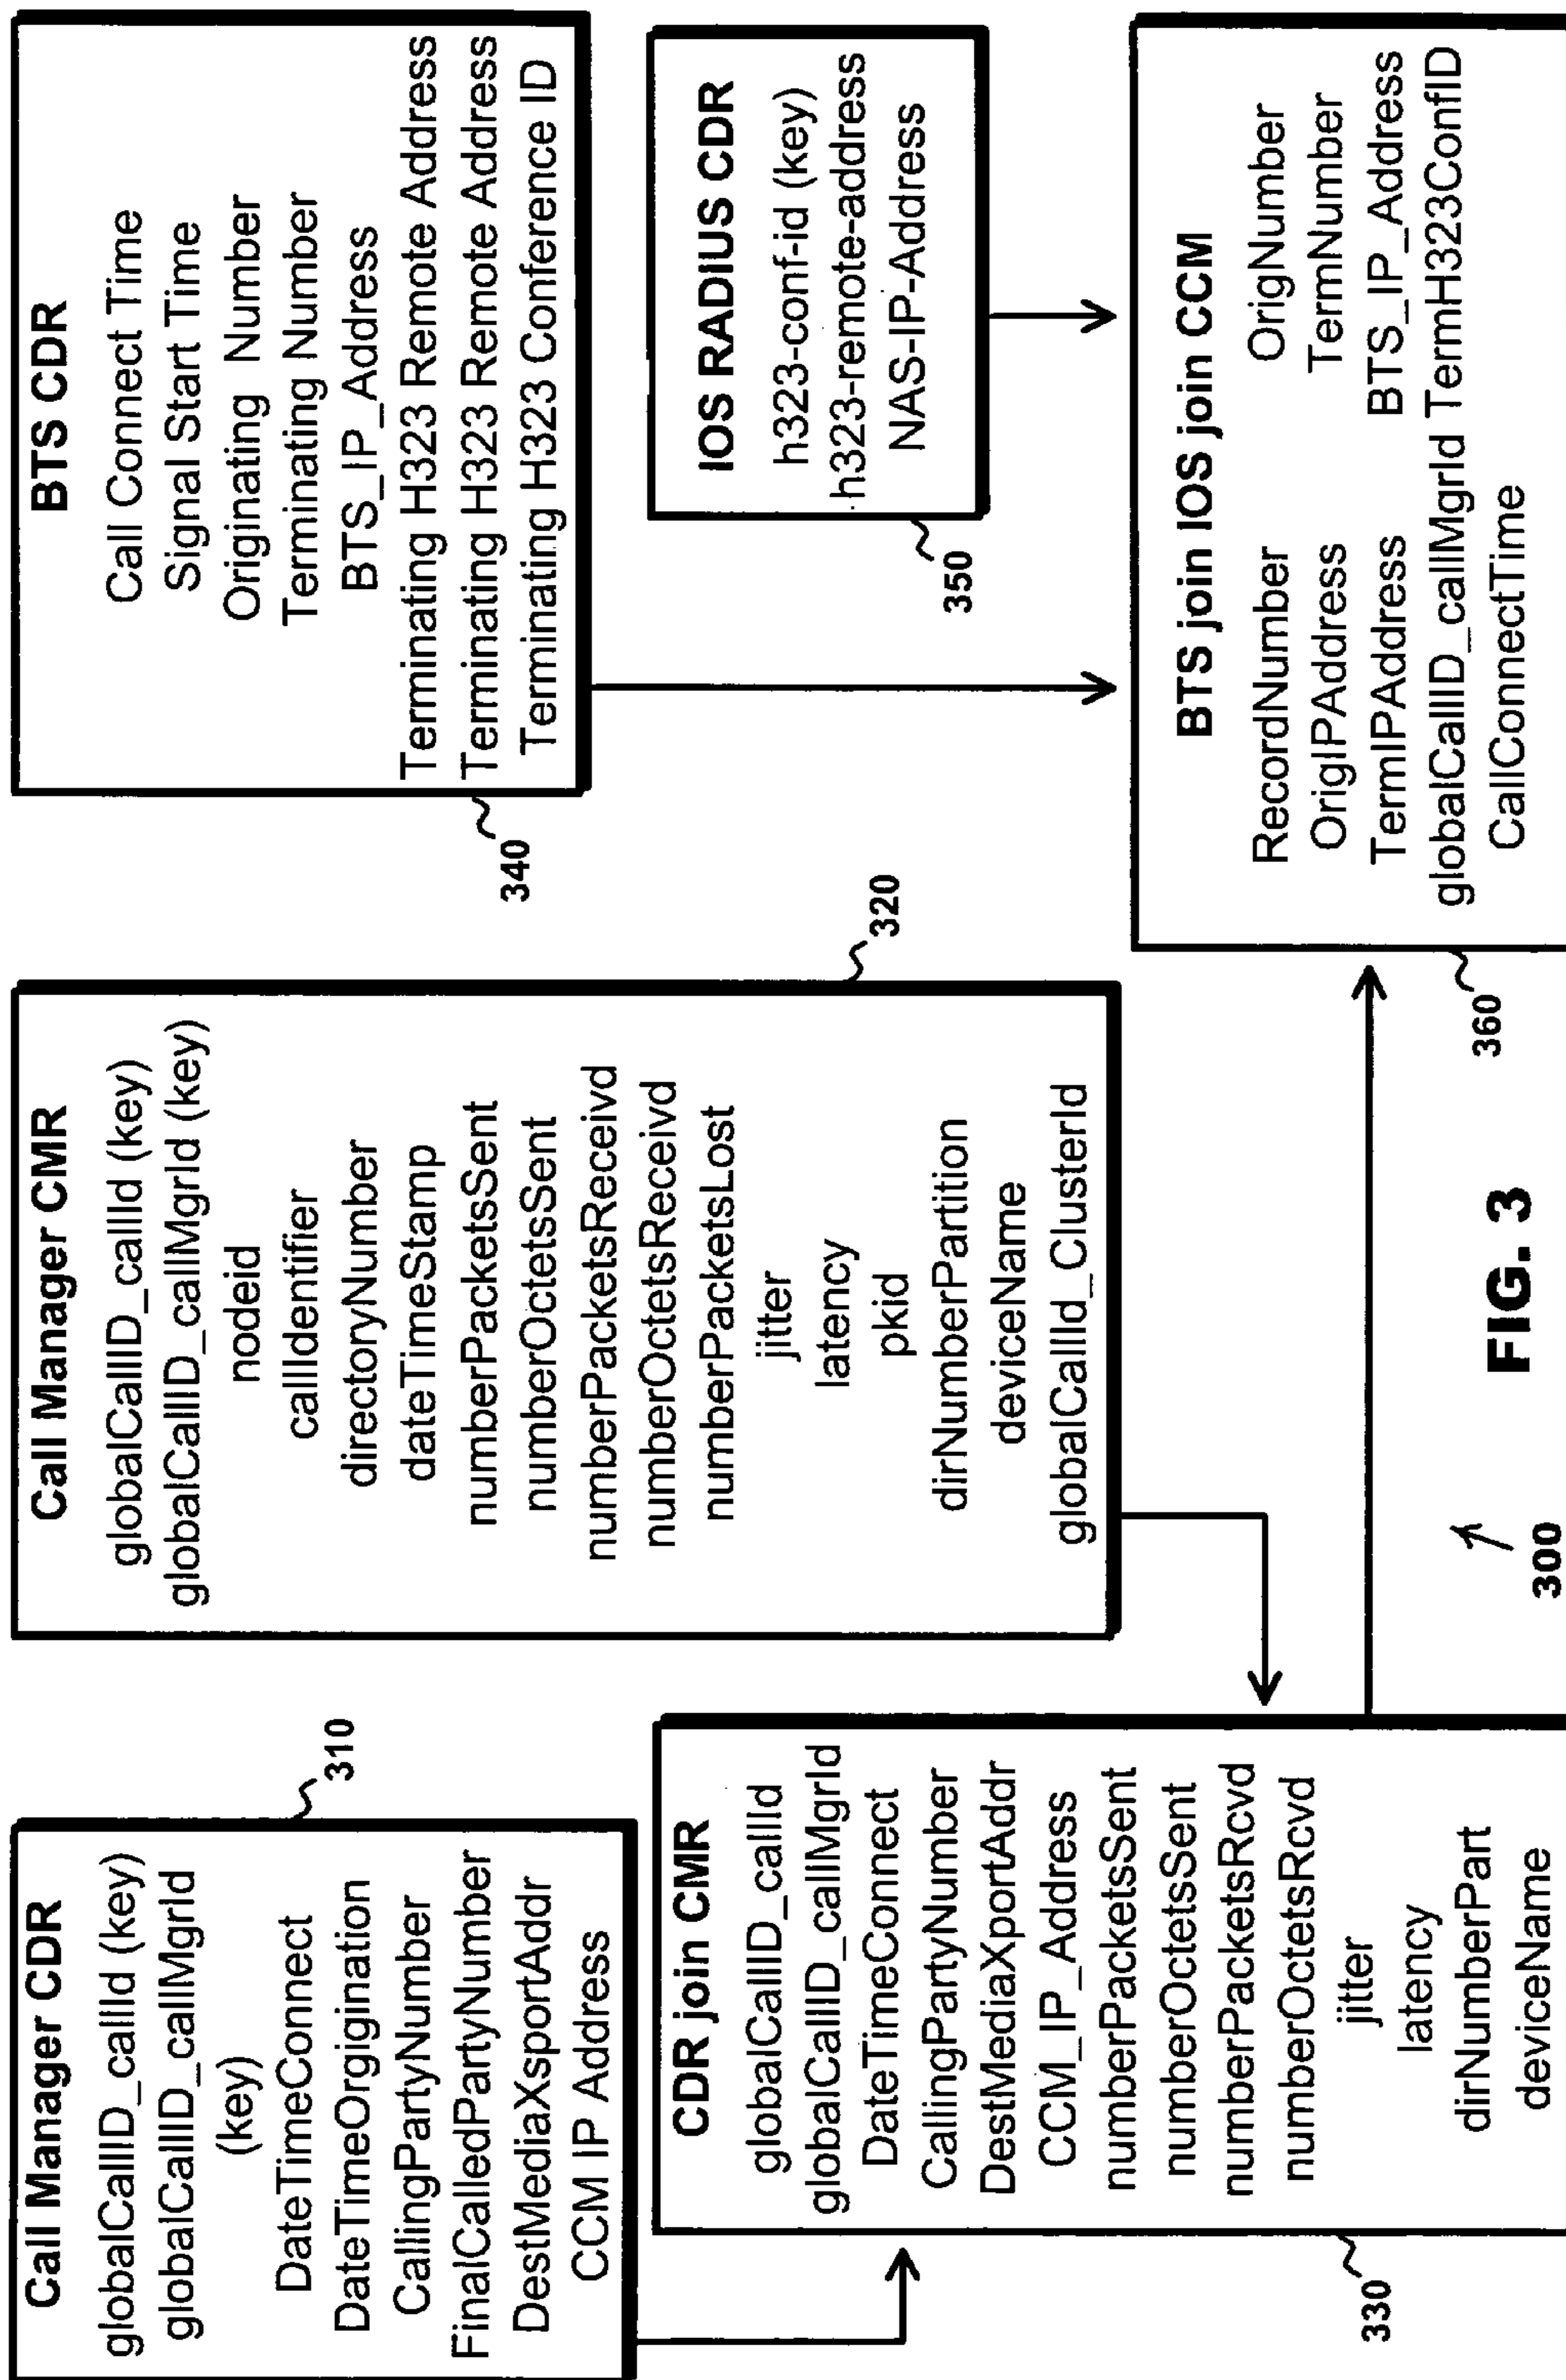 Call Manager CDR
globalCallID_callId (key)
globalCallID_callMgrId
(key)
DateTimeConnect
DateTimeOrgigination
CallingPartyNumber
FinalCalledPartyNumber
DestMediaXsportAddr
CCM IP Address
310
Call Manager CMR
globalCallID_callId (key)
globalCallID_callMgrId (key)
nodeid
callIdentifier
directoryNumber
dateTimeStamp
numberPacketsSent
numberOctetsSent
numberPacketsReceivd
numberOctetsReceivd
numberPacketsLost
jitter
latency
pkid
dirNumberPartition
deviceName
globalCallId_ClusterId
320
BTS CDR
Call Connect Time
Signal Start Time
Originating Number
Terminating Number
BTS_IP_Address
Terminating H323 Remote Address
Terminating H323 Remote Address
Terminating H323 Conference ID
340
IOS RADIUS CDR
h323-conf-id (key)
h323-remote-address
NAS-IP-Address
350
CDR join CMR
globalCallID_callId
globalCallID_callMgrId
DateTimeConnect
CallingPartyNumber
DestMediaXportAddr
CCM_IP_Address
numberPacketsSent
numberOctetsSent
numberPacketsRcvd
numberOctetsRcvd
jitter
latency
dirNumberPart
deviceName
330
BTS join IOS join CCM
RecordNumber OrigNumber
OrigIPAddress TermNumber
TermIPAddress BTS_IP_Address
globalCallID_callMgrId TermH323ConfID
CallConnectTime
360
300
FIG. 3